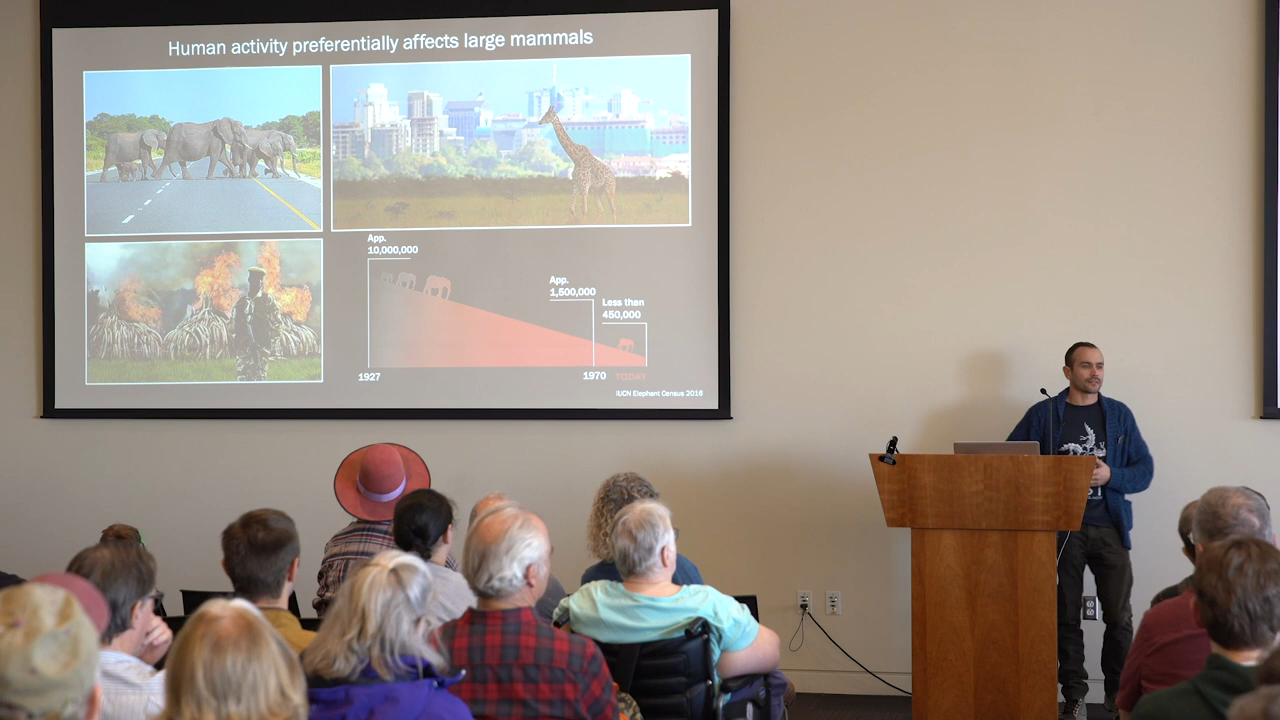 Human activity preferentially affects large mammals
App.
10,000,000
App.
1,500,000
Less than
450,000
1927
1970
TODAY
IUCN Elephant Census 2016